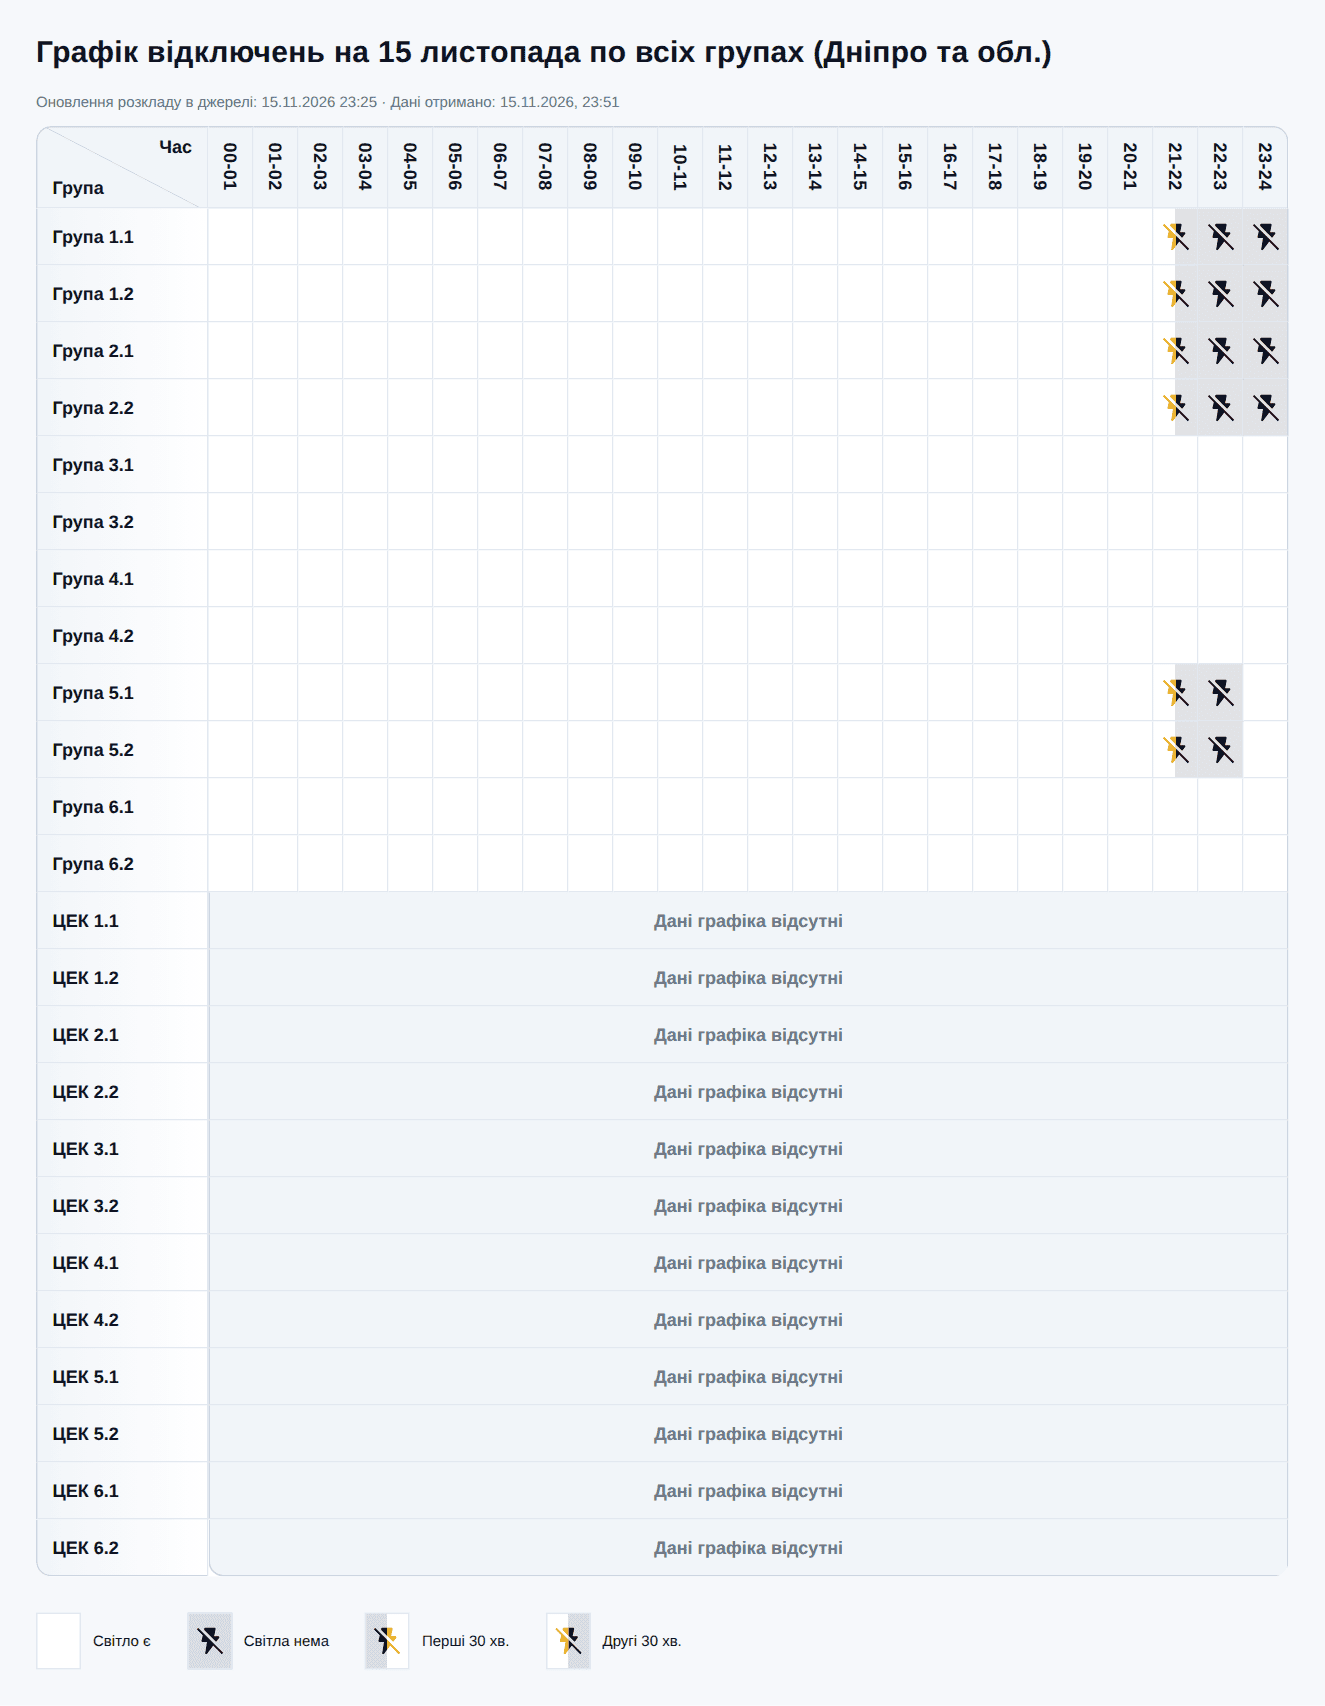 Графік відключень на 15 листопада по всіх групах (Дніпро та обл.)
Оновлення розкладу в джерелі: 15.11.2026 23:25 · Дані отримано: 15.11.2026, 23:51
Час
Група
00-01 01-02 02-03 03-04 04-05 05-06 06-07 07-08 08-09 09-10 10-11 11-12 12-13 13-14 14-15 15-16 16-17 17-18 18-19 19-20 20-21 21-22 22-23 23-24
Група 1.1
Група 1.2
Група 2.1
Група 2.2
Група 3.1
Група 3.2
Група 4.1
Група 4.2
Група 5.1
Група 5.2
Група 6.1
Група 6.2
ЦЕК 1.1 Дані графіка відсутні
ЦЕК 1.2 Дані графіка відсутні
ЦЕК 2.1 Дані графіка відсутні
ЦЕК 2.2 Дані графіка відсутні
ЦЕК 3.1 Дані графіка відсутні
ЦЕК 3.2 Дані графіка відсутні
ЦЕК 4.1 Дані графіка відсутні
ЦЕК 4.2 Дані графіка відсутні
ЦЕК 5.1 Дані графіка відсутні
ЦЕК 5.2 Дані графіка відсутні
ЦЕК 6.1 Дані графіка відсутні
ЦЕК 6.2 Дані графіка відсутні
Світло є Світла нема Перші 30 хв. Другі 30 хв.